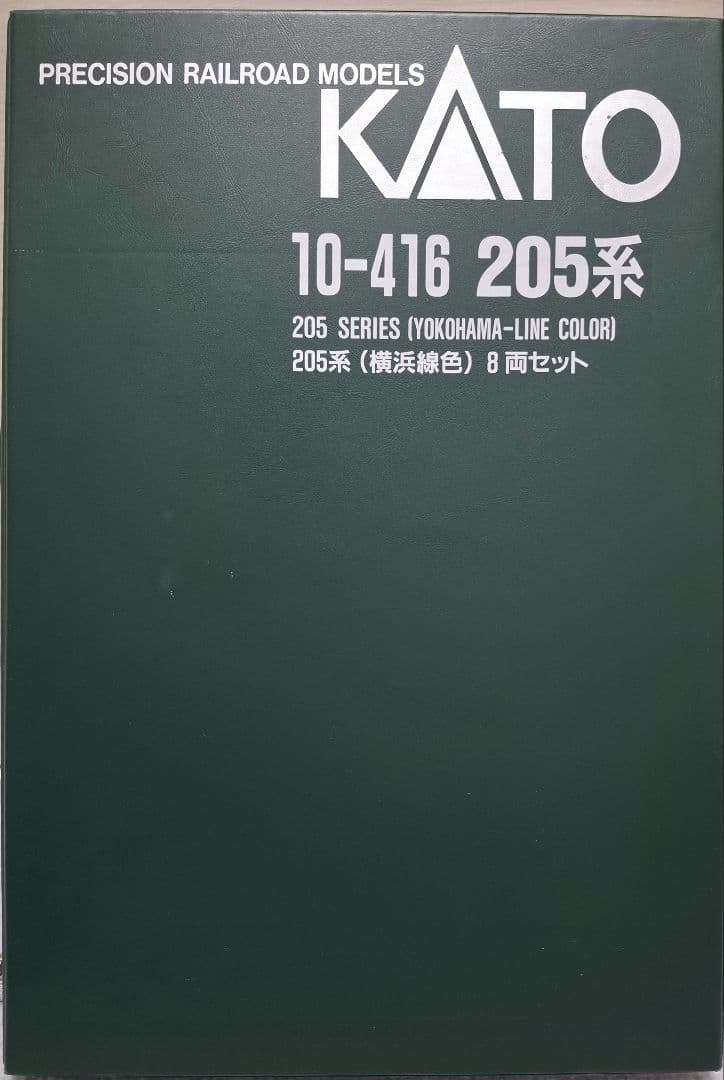 PRECISION RAILROAD MODELS
KATO
10-416 205系
205 SERIES (YOKOHAMA-LINE COLOR)
205系（横浜線色）8両セット